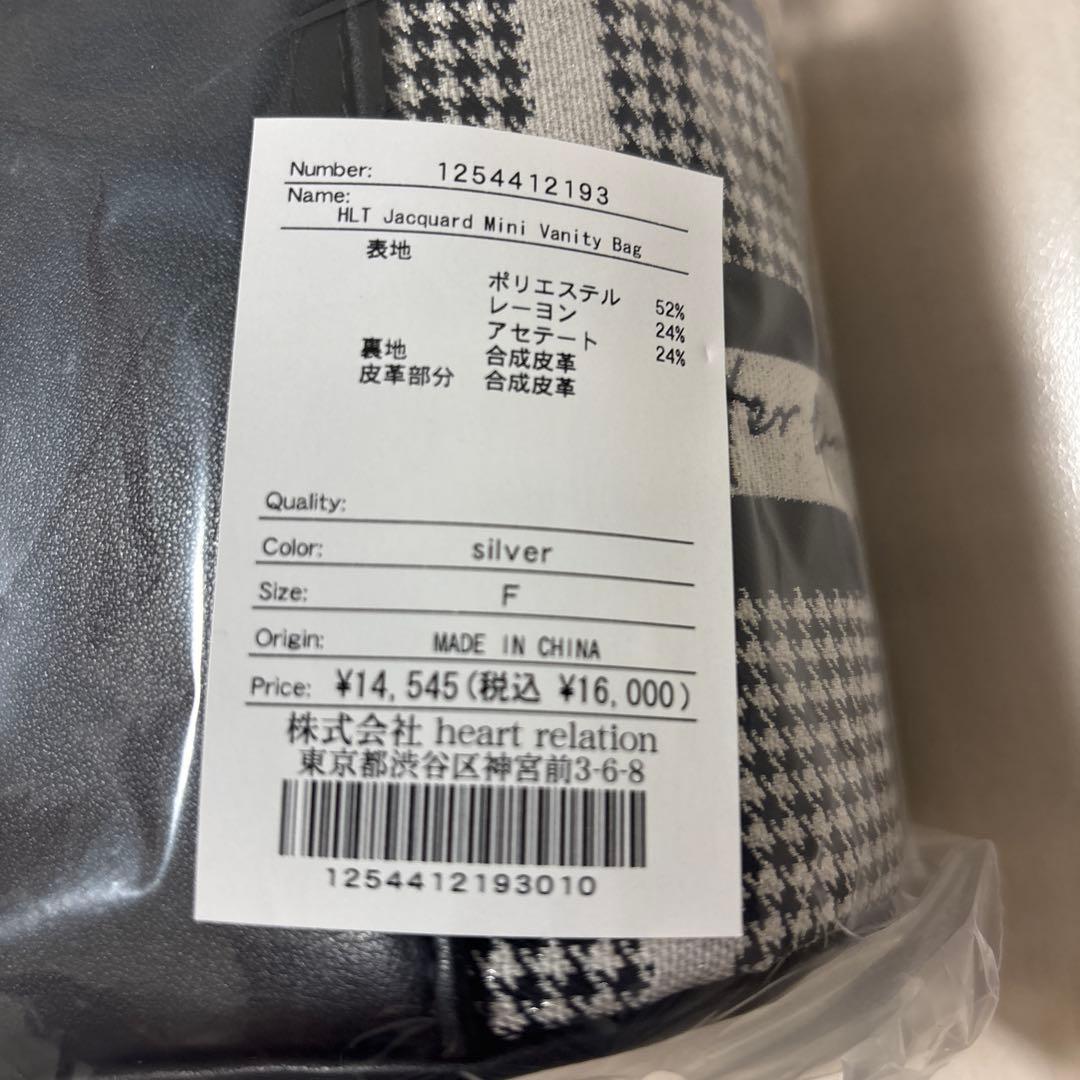 Number: 1254412193
Name:
HLT Jacquard Mini Vanity Bag
表地
ポリエステル 52%
レーヨン 24%
アセテート 24%
裏地 合成皮革
皮革部分 合成皮革
Quality:
Color: silver
Size: F
Origin: MADE IN CHINA
Price: ¥14,545(税込 ¥16,000)
株式会社 heart relation
東京都渋谷区神宮前3-6-8
1254412193010
her